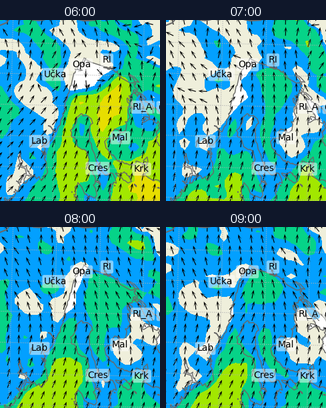 06:00
07:00
Opa
RI
Učka
RI_A
Lab
Mal
Cres
Krk
Opa
RI
Učka
RI_A
Lab
Mal
Cres
Krk
08:00
09:00
Opa
RI
Učka
RI_A
Lab
Mal
Cres
Krk
Opa
RI
Učka
RI_A
Lab
Mal
Cres
Krk